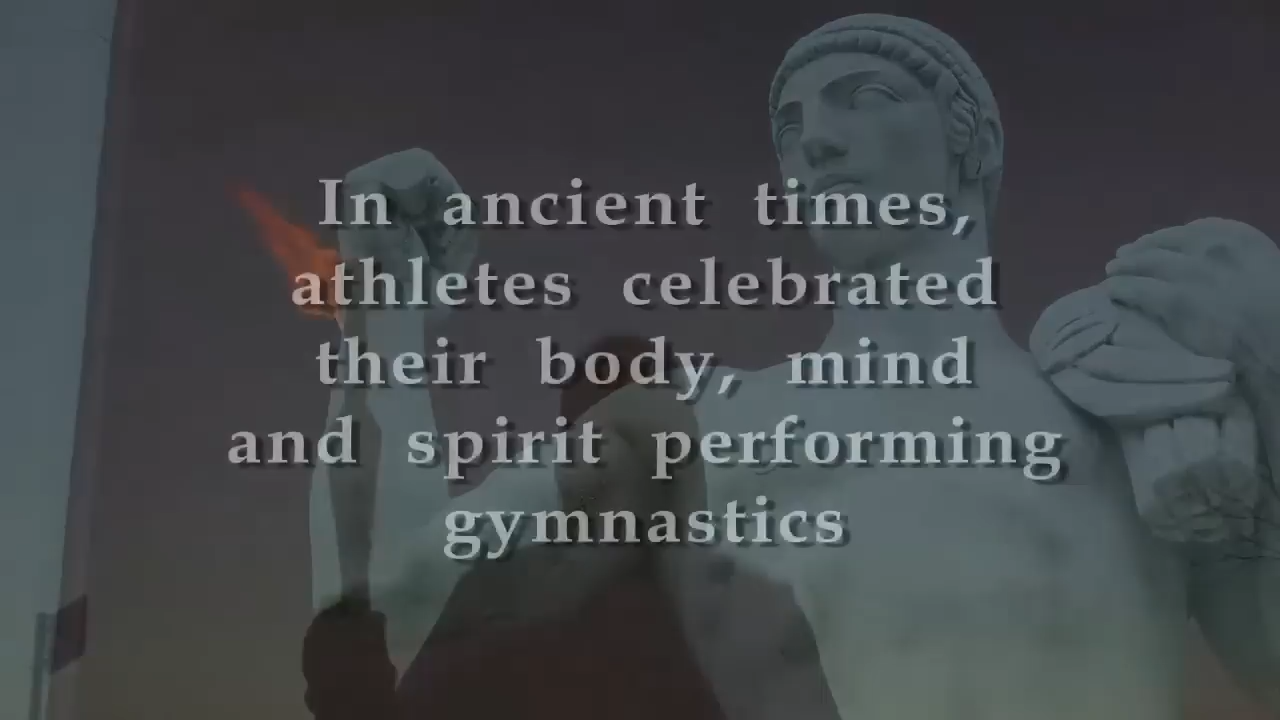 In ancient times,
athletes celebrated
their body, mind
and spirit performing
gymnastics